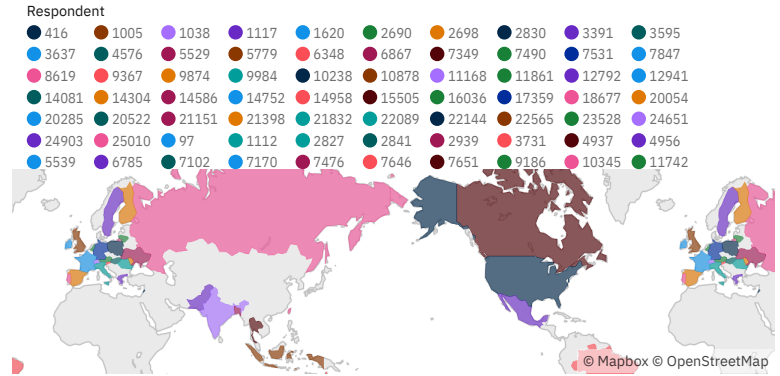 Respondent
416 1005 1038 1117 1620 2690 2698 2830 3391 3595
3637 4576 5529 5779 6348 6867 7349 7490 7531 7847
8619 9367 9874 9984 10238 10878 11168 11861 12792 12941
14081 14304 14586 14752 14958 15505 16036 17359 18677 20054
20285 20522 21151 21398 21832 22089 22144 22565 23528 24651
24903 25010 97 1112 2827 2841 2939 3731 4937 4956
5539 6785 7102 7170 7476 7646 7651 9186 10345 11742
© Mapbox © OpenStreetMap